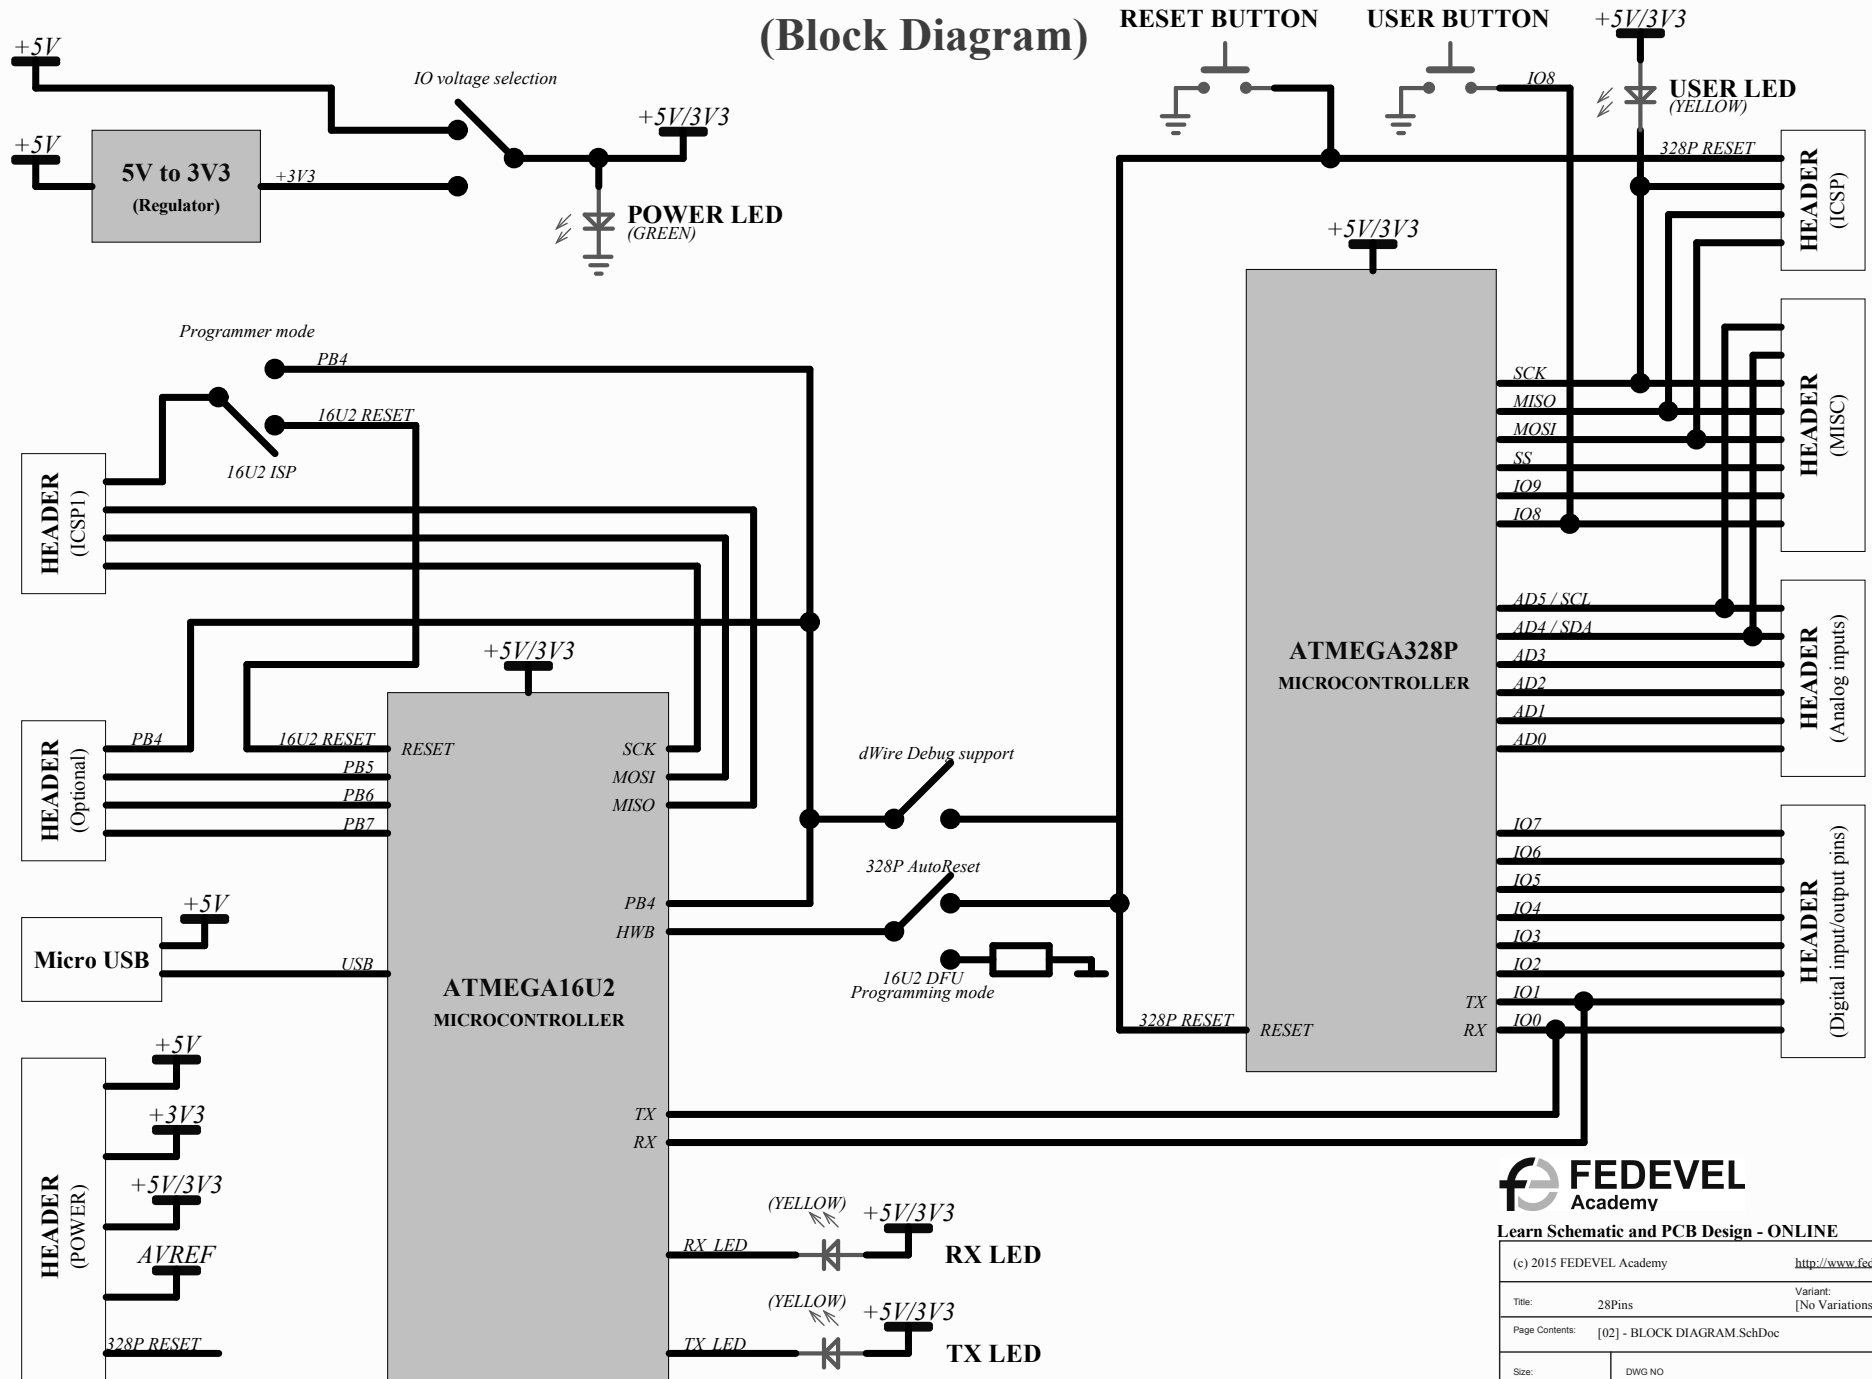 (Block Diagram)
RESET BUTTON
USER BUTTON
+5V/3V3
+5V
IO voltage selection
IO8
USER LED
(YELLOW)
+5V/3V3
+5V
5V to 3V3
(Regulator)
+3V3
328P RESET
HEADER
(ICSP)
POWER LED
(GREEN)
+5V/3V3
Programmer mode
PB4
16U2 RESET
16U2 ISP
HEADER
(ICSP1)
SCK
MISO
MOSI
SS
IO9
IO8
HEADER
(MISC)
AD5 / SCL
AD4 / SDA
AD3
AD2
AD1
AD0
HEADER
(Analog inputs)
ATMEGA328P
MICROCONTROLLER
+5V/3V3
HEADER
(Optional)
PB4
16U2 RESET
PB5
PB6
PB7
RESET
SCK
MOSI
MISO
dWire Debug support
328P AutoReset
PB4
HWB
16U2 DFU
Programming mode
IO7
IO6
IO5
IO4
IO3
IO2
TX
IO1
RX
IO0
HEADER
(Digital input/output pins)
+5V
Micro USB
USB
ATMEGA16U2
MICROCONTROLLER
328P RESET
RESET
+5V
+3V3
+5V/3V3
AVREF
328P RESET
HEADER
(POWER)
TX
RX
(YELLOW)
+5V/3V3
RX LED
RX LED
(YELLOW)
+5V/3V3
TX LED
TX LED
FEDEVEL
Academy
Learn Schematic and PCB Design - ONLINE
(c) 2015 FEDEVEL Academy
http://www.fed
Title:
28Pins
Variant:
[No Variations
Page Contents:
[02] - BLOCK DIAGRAM.SchDoc
Size:
DWG NO